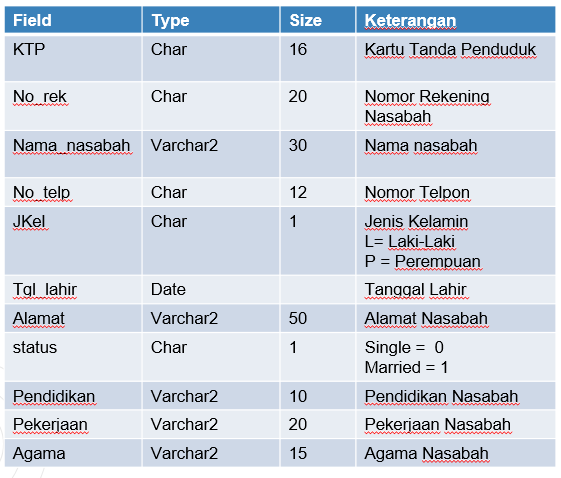 Field Type Size Keterangan
KTP Char 16 Kartu Tanda Penduduk
No_rek Char 20 Nomor Rekening
Nasabah
Nama_nasabah Varchar2 30 Nama nasabah
No_telp Char 12 Nomor Telpon
JKel Char 1 Jenis Kelamin
L= Laki-Laki
P = Perempuan
Tgl_lahir Date Tanggal Lahir
Alamat Varchar2 50 Alamat Nasabah
status Char 1 Single = 0
Married = 1
Pendidikan Varchar2 10 Pendidikan Nasabah
Pekerjaan Varchar2 20 Pekerjaan Nasabah
Agama Varchar2 15 Agama Nasabah